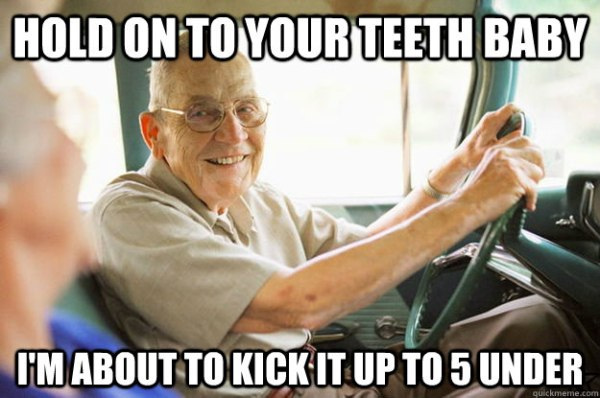 HOLD ON TO YOUR TEETH BABY
I'M ABOUT TO KICK IT UP TO 5 UNDER
quickmeme.com